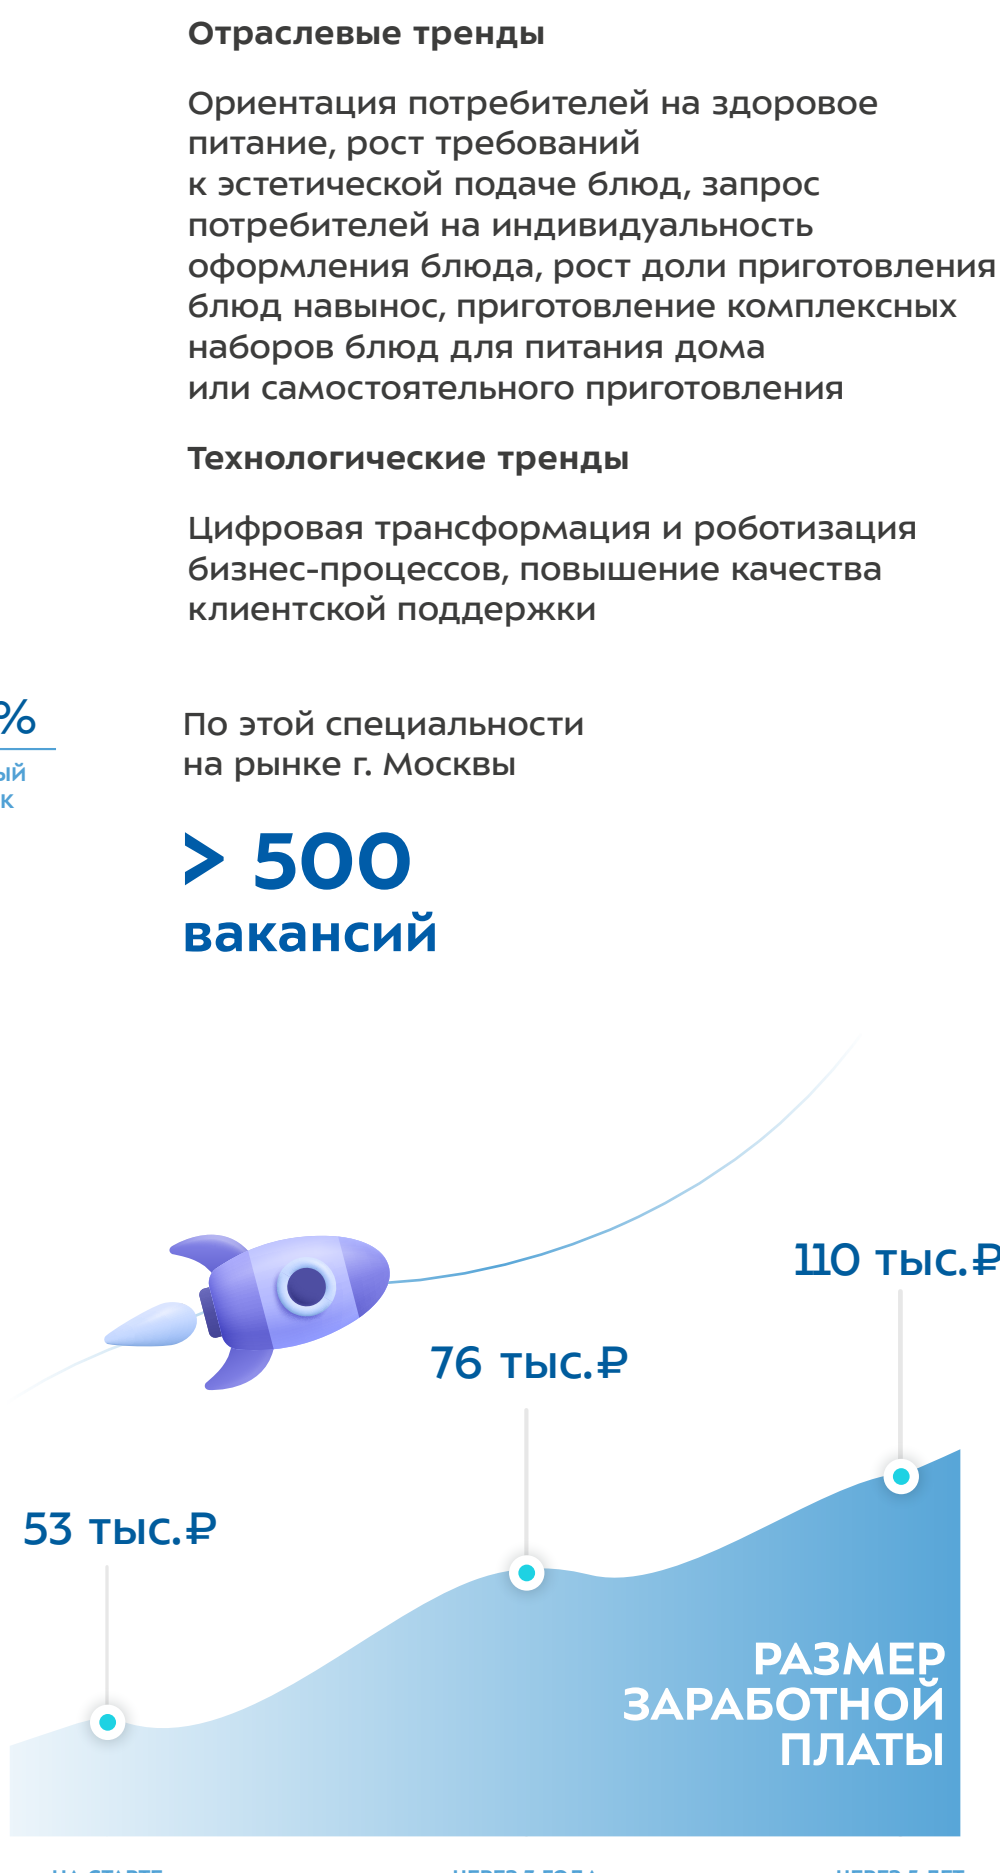 Отраслевые тренды
Ориентация потребителей на здоровое
питание, рост требований
к эстетической подаче блюд, запрос
потребителей на индивидуальность
оформления блюда, рост доли приготовления
блюд навынос, приготовление комплексных
наборов блюд для питания дома
или самостоятельного приготовления
Технологические тренды
Цифровая трансформация и роботизация
бизнес-процессов, повышение качества
клиентской поддержки
%
По этой специальности
на рынке г. Москвы
> 500
вакансий
110 тыс.₽
76 тыс.₽
53 тыс.₽
РАЗМЕР
ЗАРАБОТНОЙ
ПЛАТЫ